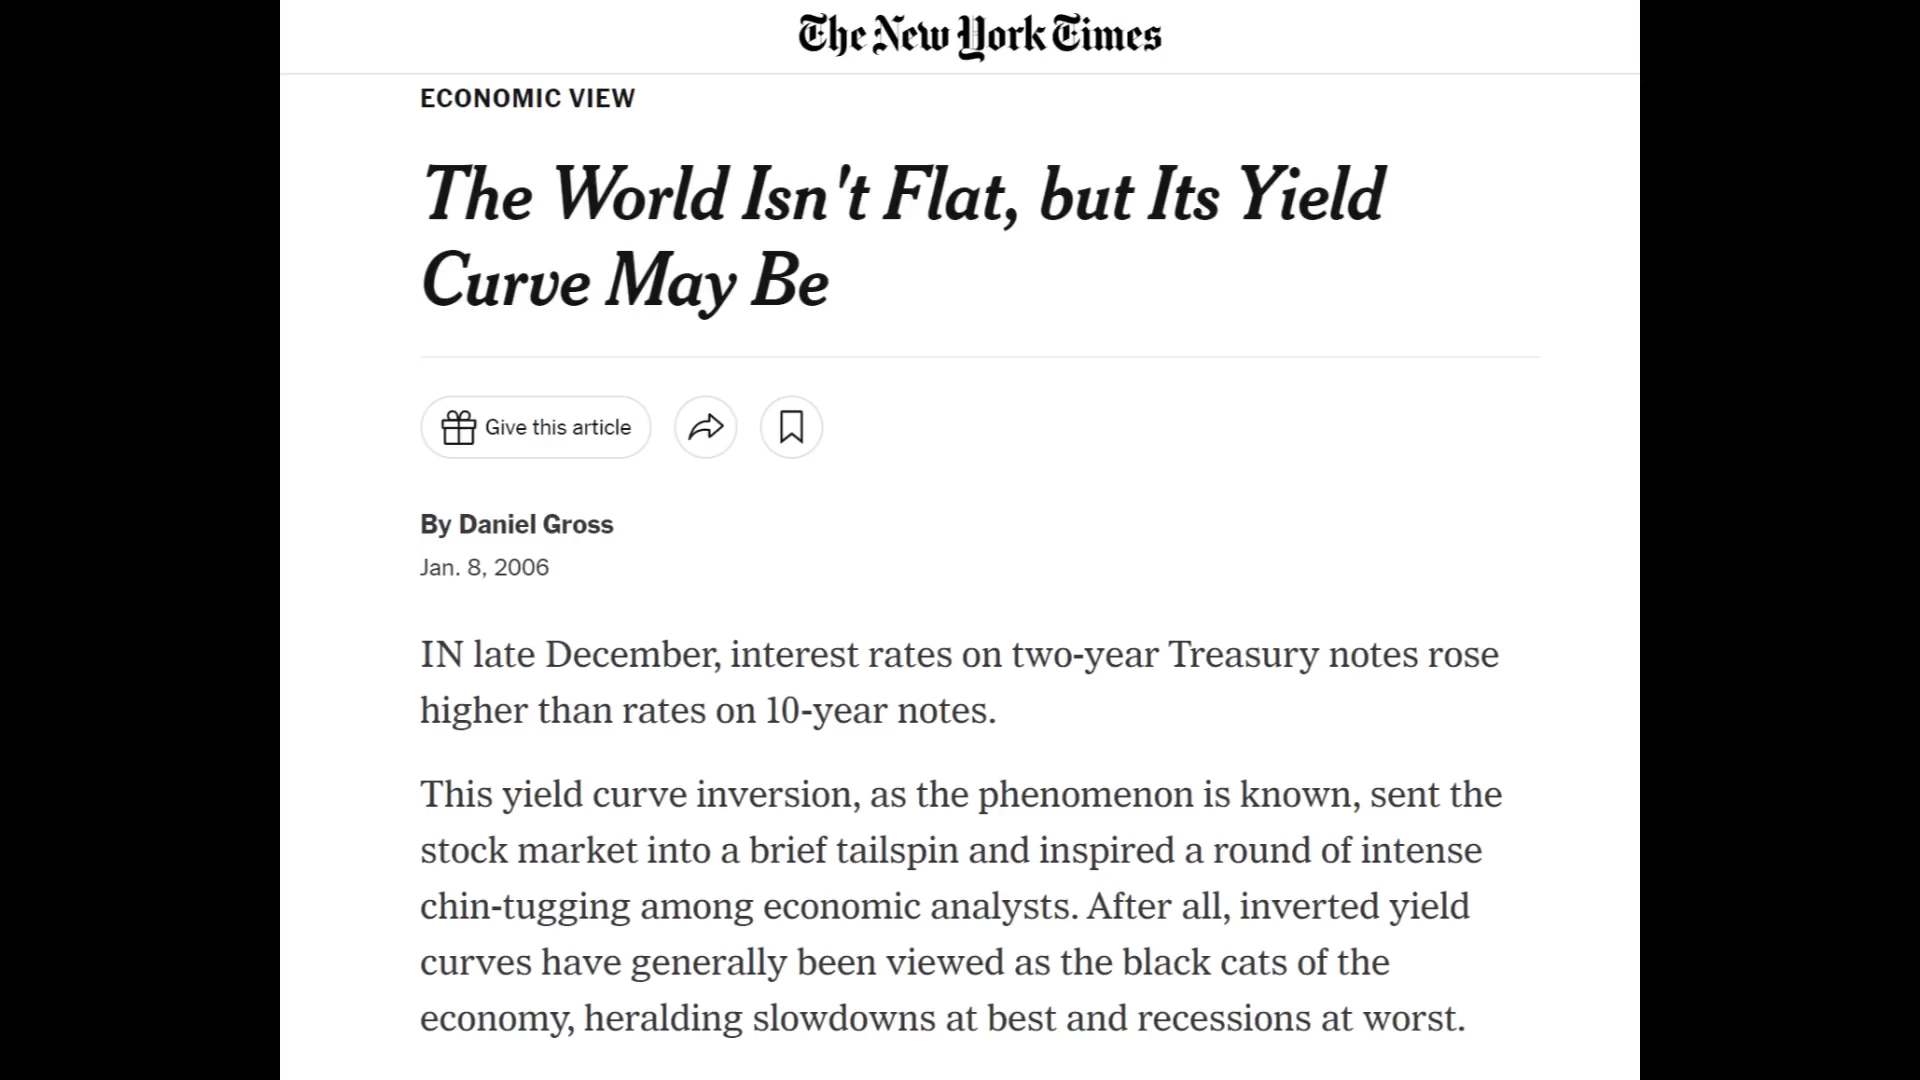 The New York Times
ECONOMIC VIEW
The World Isn't Flat, but Its Yield
Curve May Be
Give this article
By Daniel Gross
Jan. 8, 2006
IN late December, interest rates on two-year Treasury notes rose
higher than rates on 10-year notes.
This yield curve inversion, as the phenomenon is known, sent the
stock market into a brief tailspin and inspired a round of intense
chin-tugging among economic analysts. After all, inverted yield
curves have generally been viewed as the black cats of the
economy, heralding slowdowns at best and recessions at worst.